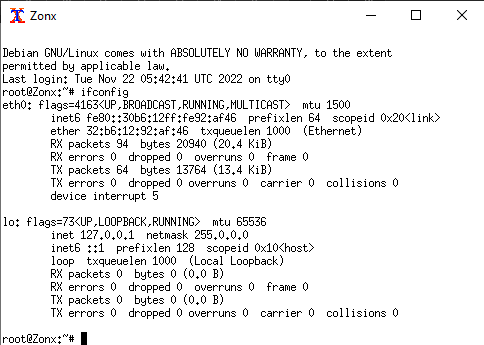 Zonx
Debian GNU/Linux comes with ABSOLUTELY NO WARRANTY, to the extent
permitted by applicable law.
Last login: Tue Nov 22 05:42:41 UTC 2022 on tty0
root@Zonx:~# ifconfig
eth0: flags=4163<UP,BROADCAST,RUNNING,MULTICAST>  mtu 1500
        inet6 fe80::30b6:12ff:fe92:af46  prefixlen 64  scopeid 0x20<link>
        ether 32:b6:12:92:af:46  txqueuelen 1000  (Ethernet)
        RX packets 94  bytes 20940 (20.4 KiB)
        RX errors 0  dropped 0  overruns 0  frame 0
        TX packets 64  bytes 13764 (13.4 KiB)
        TX errors 0  dropped 0 overruns 0  carrier 0  collisions 0
        device interrupt 5
lo: flags=73<UP,LOOPBACK,RUNNING>  mtu 65536
        inet 127.0.0.1  netmask 255.0.0.0
        inet6 ::1  prefixlen 128  scopeid 0x10<host>
        loop  txqueuelen 1000  (Local Loopback)
        RX packets 0  bytes 0 (0.0 B)
        RX errors 0  dropped 0  overruns 0  frame 0
        TX packets 0  bytes 0 (0.0 B)
        TX errors 0  dropped 0 overruns 0  carrier 0  collisions 0
root@Zonx:~#